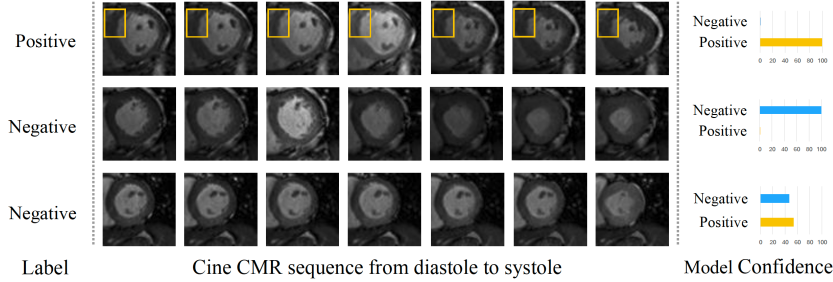 Positive
Negative
Positive
0 20 40 60 80 100
Negative
Negative
Positive
0 20 40 60 80 100
Negative
Negative
Positive
0 20 40 60 80 100
Label
Cine CMR sequence from diastole to systole
Model Confidence